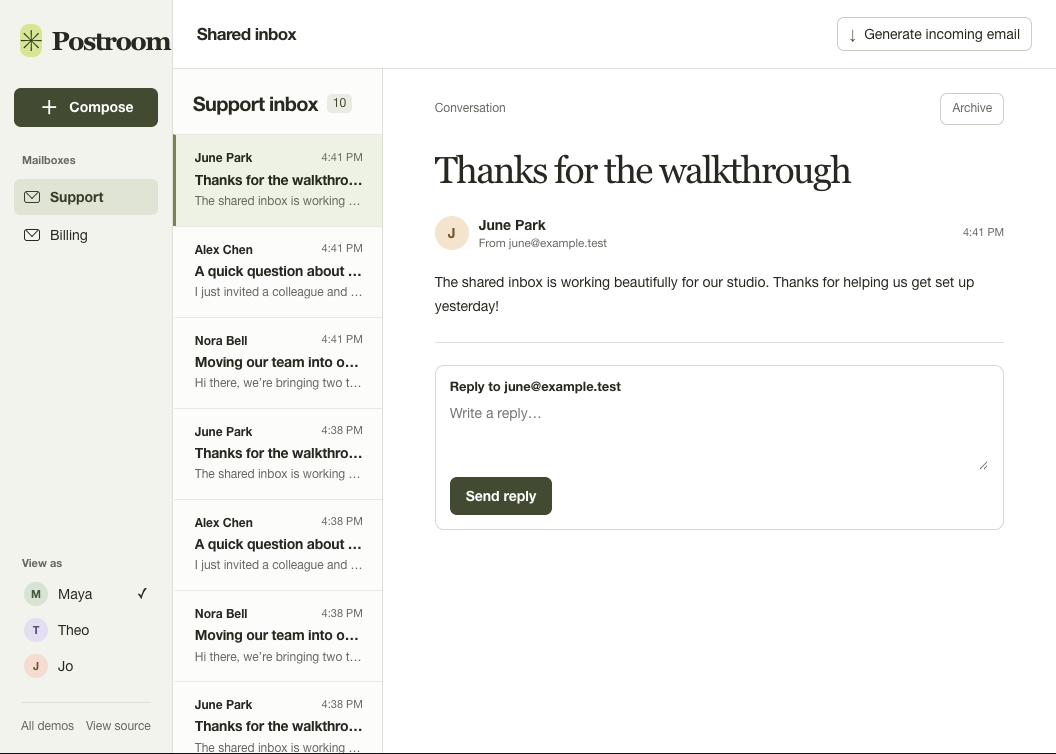 Postroom
Compose
Mailboxes
Support
Billing
View as
M Maya ✓
T Theo
J Jo
All demos View source
Shared inbox
↓ Generate incoming email
Support inbox 10
June Park 4:41 PM
Thanks for the walkthro...
The shared inbox is working ...
Alex Chen 4:41 PM
A quick question about ...
I just invited a colleague and ...
Nora Bell 4:41 PM
Moving our team into o...
Hi there, we're bringing two t...
June Park 4:38 PM
Thanks for the walkthro...
The shared inbox is working ...
Alex Chen 4:38 PM
A quick question about ...
I just invited a colleague and ...
Nora Bell 4:38 PM
Moving our team into o...
Hi there, we're bringing two t...
June Park 4:38 PM
Thanks for the walkthro...
The shared inbox is working ...
Conversation
Archive
Thanks for the walkthrough
J
June Park
From june@example.test
4:41 PM
The shared inbox is working beautifully for our studio. Thanks for helping us get set up
yesterday!
Reply to june@example.test
Write a reply…
Send reply